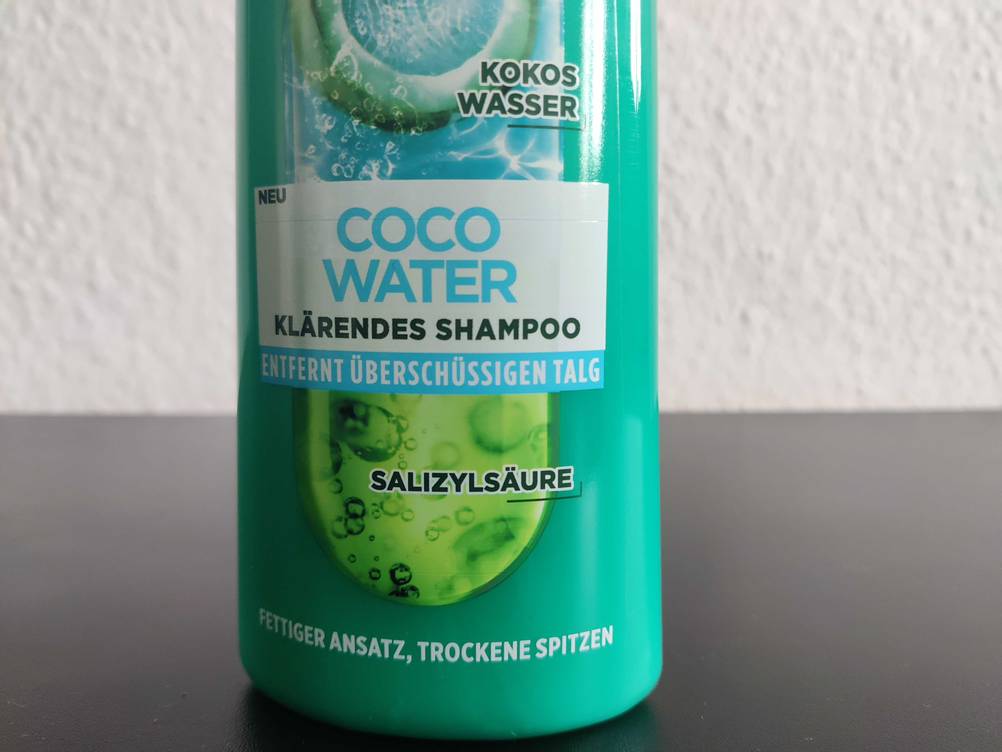 KOKOS
WASSER
NEU
COCO
WATER
KLÄRENDES SHAMPOO
ENTFERNT ÜBERSCHÜSSIGEN TALG
SALIZYLSÄURE
FETTIGER ANSATZ, TROCKENE SPITZEN